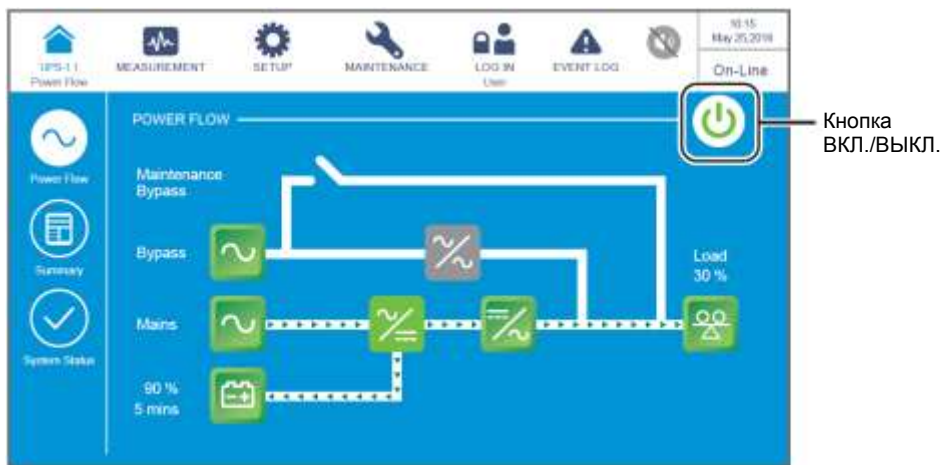 UPS-1 1
Power Flow
MEASUREMENT
SETUP
MAINTENANCE
LOG IN
User
EVENT LOG
10:15
May 25,2016
On-Line
POWER FLOW
Кнопка
ВКЛ./ВЫКЛ.
Power Flow
Maintenance
Bypass
Summary
Bypass
Load
30 %
Mains
System Status
90 %
5 mins